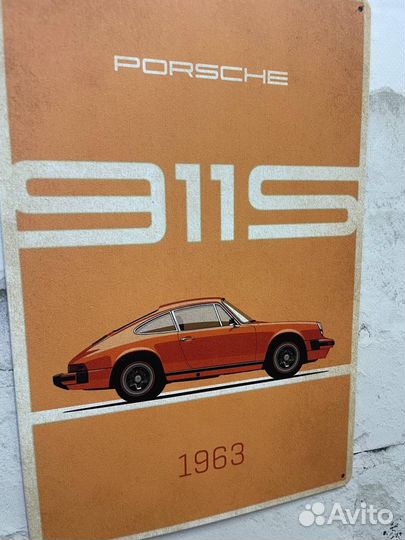 PORSCHE
911S
1963
Avito